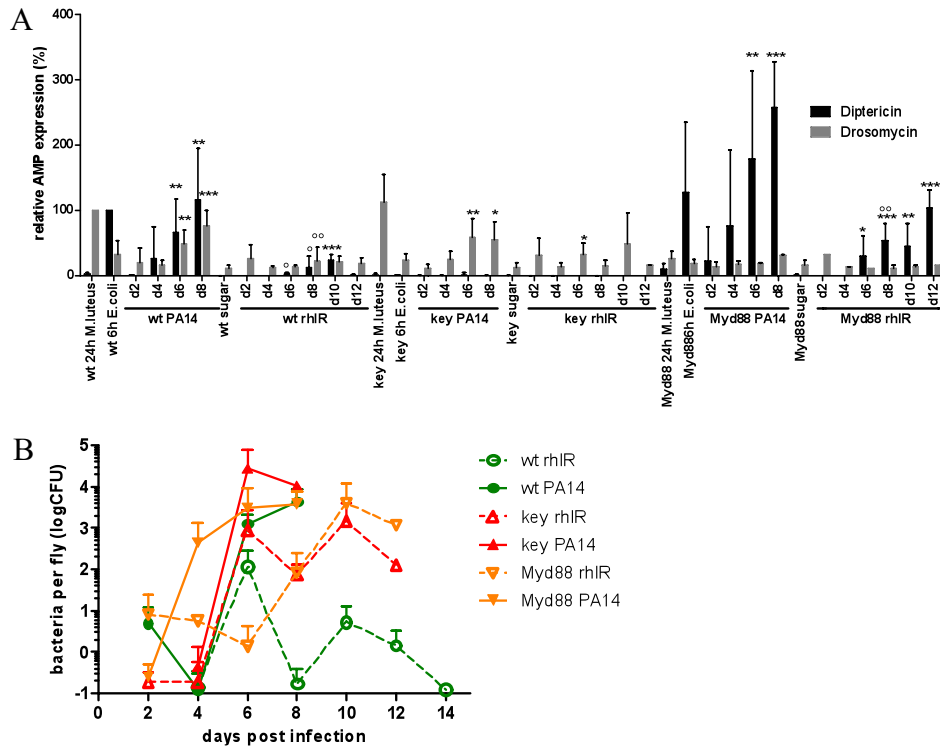 A
relative AMP expression (%)
400
300
200
100
0
** ** ** *** ° ° °° *** ** * * ** *** * °° *** ** ***
Diptericin
Drosomycin
wt 24h M.luteus
wt 6h E.coli
d2 d4 d6 d8
wt PA14
wt sugar
d2 d4 d6 d8 d10 d12
wt rhlR
key 24h M.luteus
key 6h E.coli
d2 d4 d6 d8
key PA14
key sugar
d2 d4 d6 d8 d10
key rhlR
Myd88 24h M.luteus
Myd886h E.coli
d2 d4 d6 d8
Myd88 PA14
Myd88sugar
d2 d4 d6 d8 d10 d12
Myd88 rhlR
B
bacteria per fly (logCFU)
5
4
3
2
1
0
-1
0 2 4 6 8 10 12 14
days post infection
wt rhlR
wt PA14
key rhlR
key PA14
Myd88 rhlR
Myd88 PA14